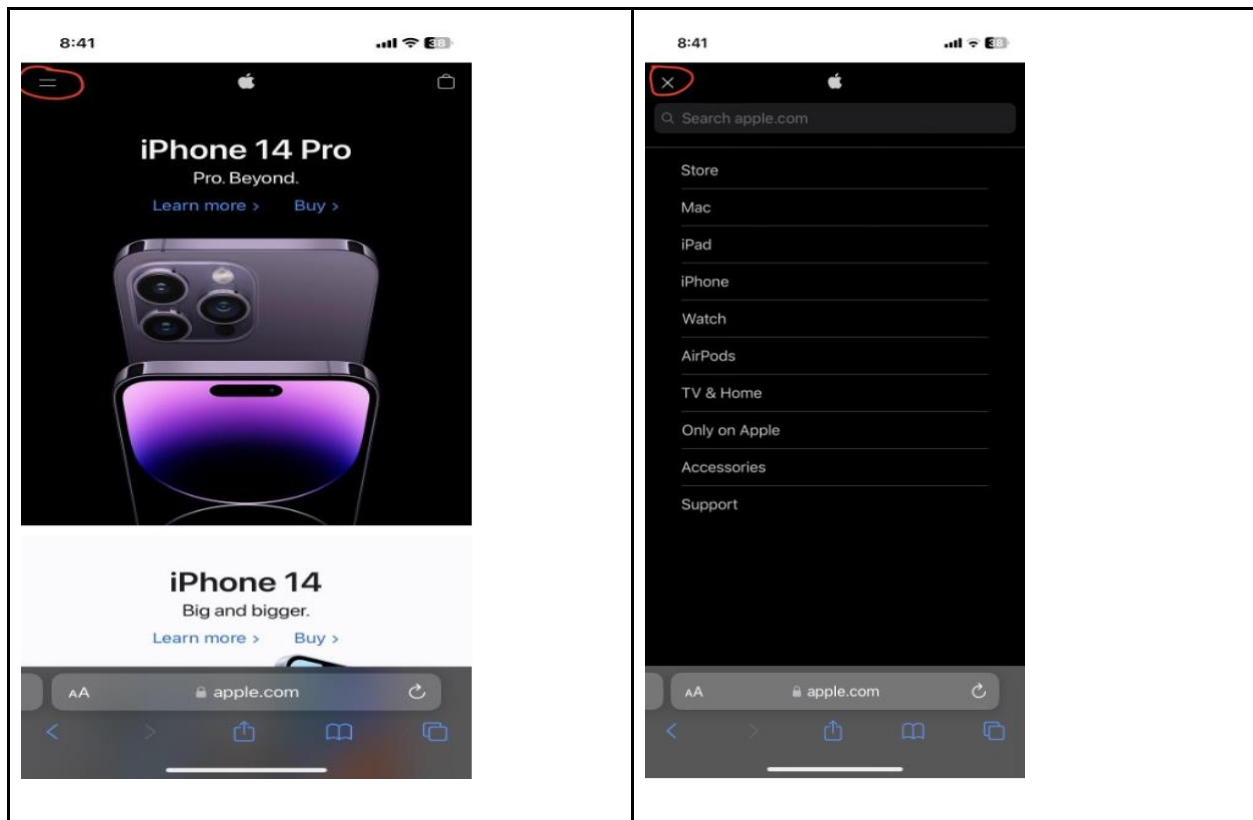 8:41
38
iPhone 14 Pro
Pro. Beyond.
Learn more > Buy >
iPhone 14
Big and bigger.
Learn more > Buy >
AA apple.com
8:41
38
Search apple.com
Store
Mac
iPad
iPhone
Watch
AirPods
TV & Home
Only on Apple
Accessories
Support
AA apple.com